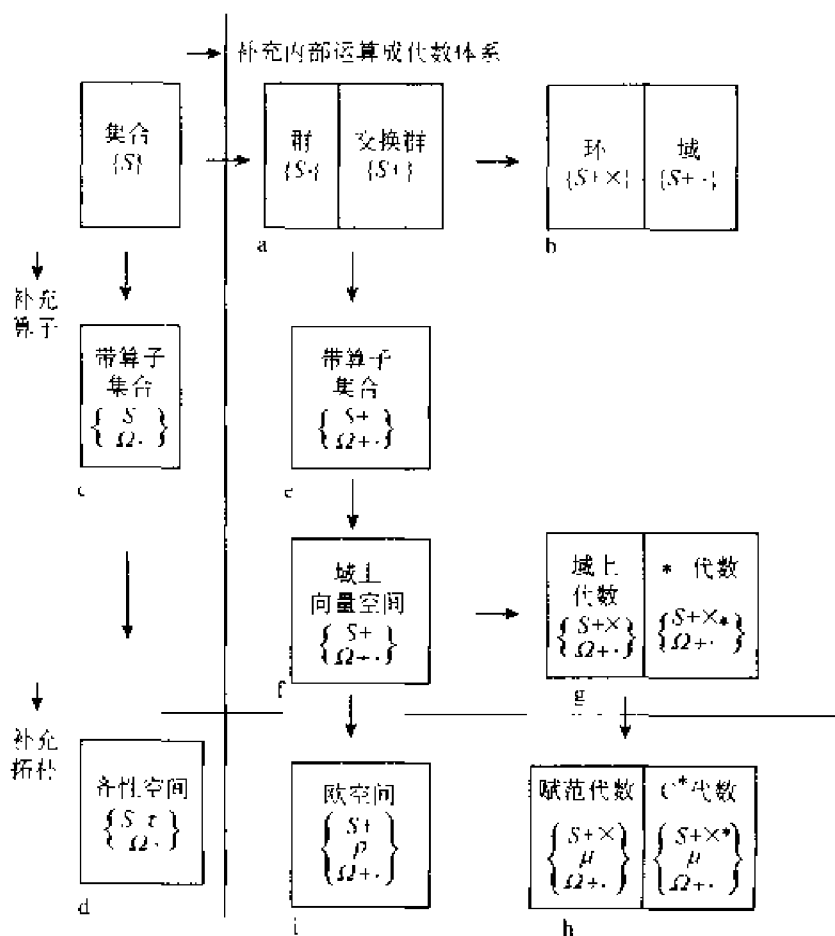 补充内部运算成代数体系
集合
{S}
群
{S·}
交换群
{S+}
环
{S+×}
域
{S+·}
a
b
补充
算子
带算子
集合
{ S
Ω· }
带算子
集合
{ S+
Ω+· }
c
e
域上
向量空间
{ S+
Ω+· }
域上
代数
{ S+×
Ω+· }
* 代数
{ S+×*
Ω+· }
f
g
补充
拓朴
齐性空间
{ S τ
Ω· }
欧空间
{ S+
ρ
Ω+· }
赋范代数
{ S+×
μ
Ω+· }
C*代数
{ S+×*
μ
Ω+· }
d
i
h